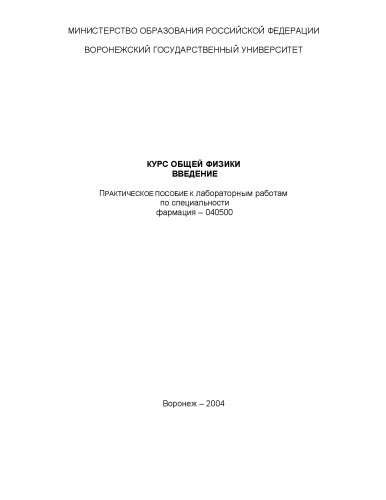 МИНИСТЕРСТВО ОБРАЗОВАНИЯ РОССИЙСКОЙ ФЕДЕРАЦИИ
ВОРОНЕЖСКИЙ ГОСУДАРСТВЕННЫЙ УНИВЕРСИТЕТ
КУРС ОБЩЕЙ ФИЗИКИ
ВВЕДЕНИЕ
ПРАКТИЧЕСКОЕ ПОСОБИЕ к лабораторным работам
по специальности
фармация – 040500
Воронеж – 2004